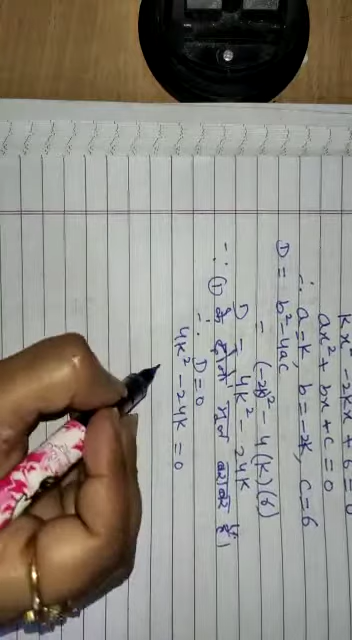 kx² - 2kx + 6 = 0
ax² + bx + c = 0
∴ a = k, b = -2k, c = 6
D = b² - 4ac
= (-2k)² - 4(k)(6)
D = 4k² - 24k
∵ ① के दोनों मूल बराबर हैं।
∴ D = 0
4k² - 24k = 0